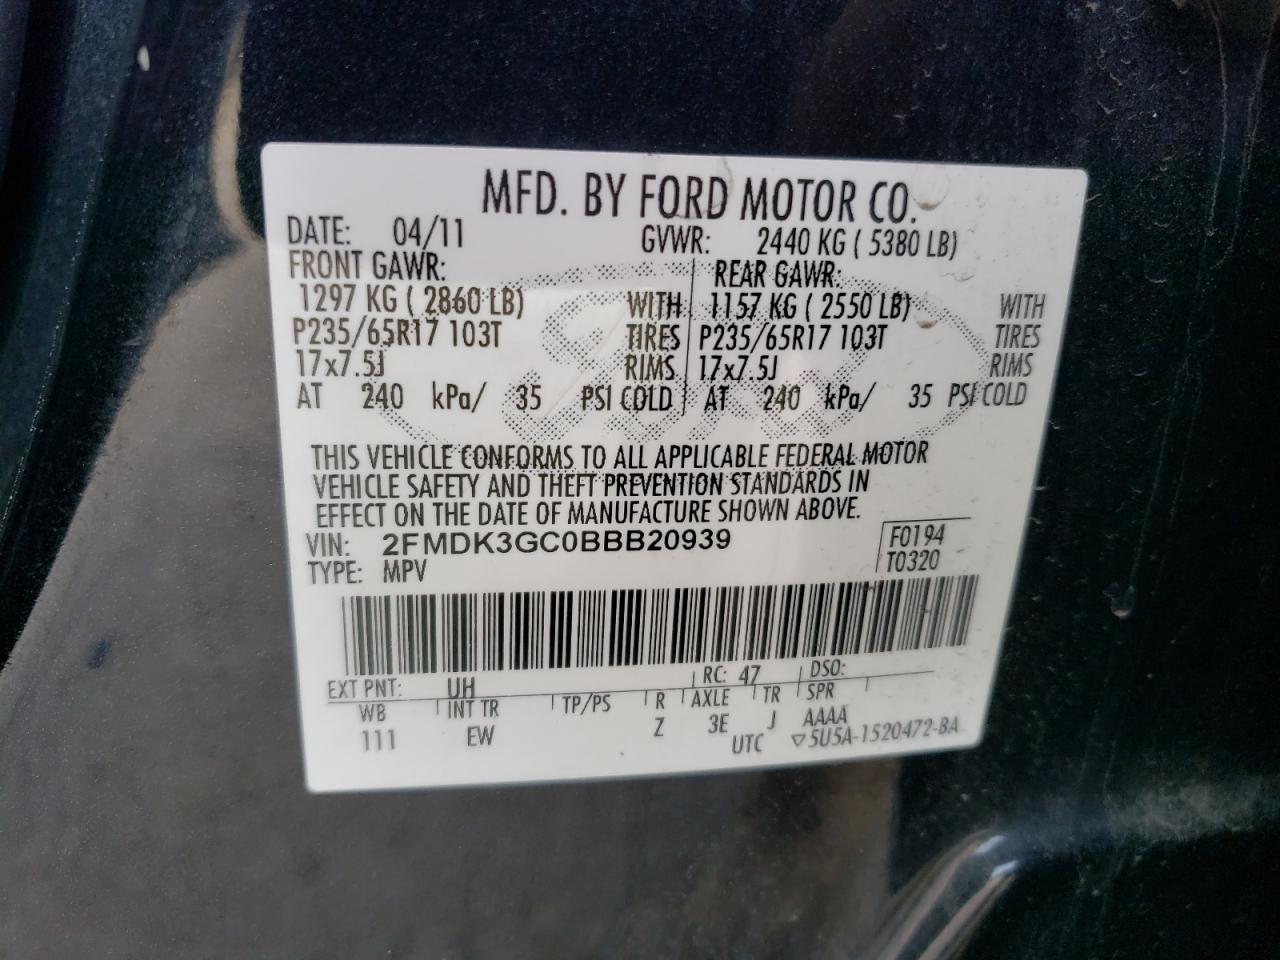 MFD. BY FORD MOTOR CO.
DATE: 04/11 GVWR: 2440 KG ( 5380 LB)
FRONT GAWR: REAR GAWR:
1297 KG ( 2860 LB) WITH 1157 KG ( 2550 LB) WITH
P235/65R17 103T TIRES P235/65R17 103T TIRES
17x7.5J RIMS 17x7.5J RIMS
AT 240 kPa/ 35 PSI COLD AT 240 kPa/ 35 PSI COLD
THIS VEHICLE CONFORMS TO ALL APPLICABLE FEDERAL MOTOR
VEHICLE SAFETY AND THEFT PREVENTION STANDARDS IN
EFFECT ON THE DATE OF MANUFACTURE SHOWN ABOVE.
VIN: 2FMDK3GC0BBB20939 F0194
TYPE: MPV T0320
EXT PNT: UH RC: 47 DSO:
WB INT TR TP/PS R AXLE TR SPR
111 EW Z 3E J AAAA
UTC ▽5U5A-1520472-BA